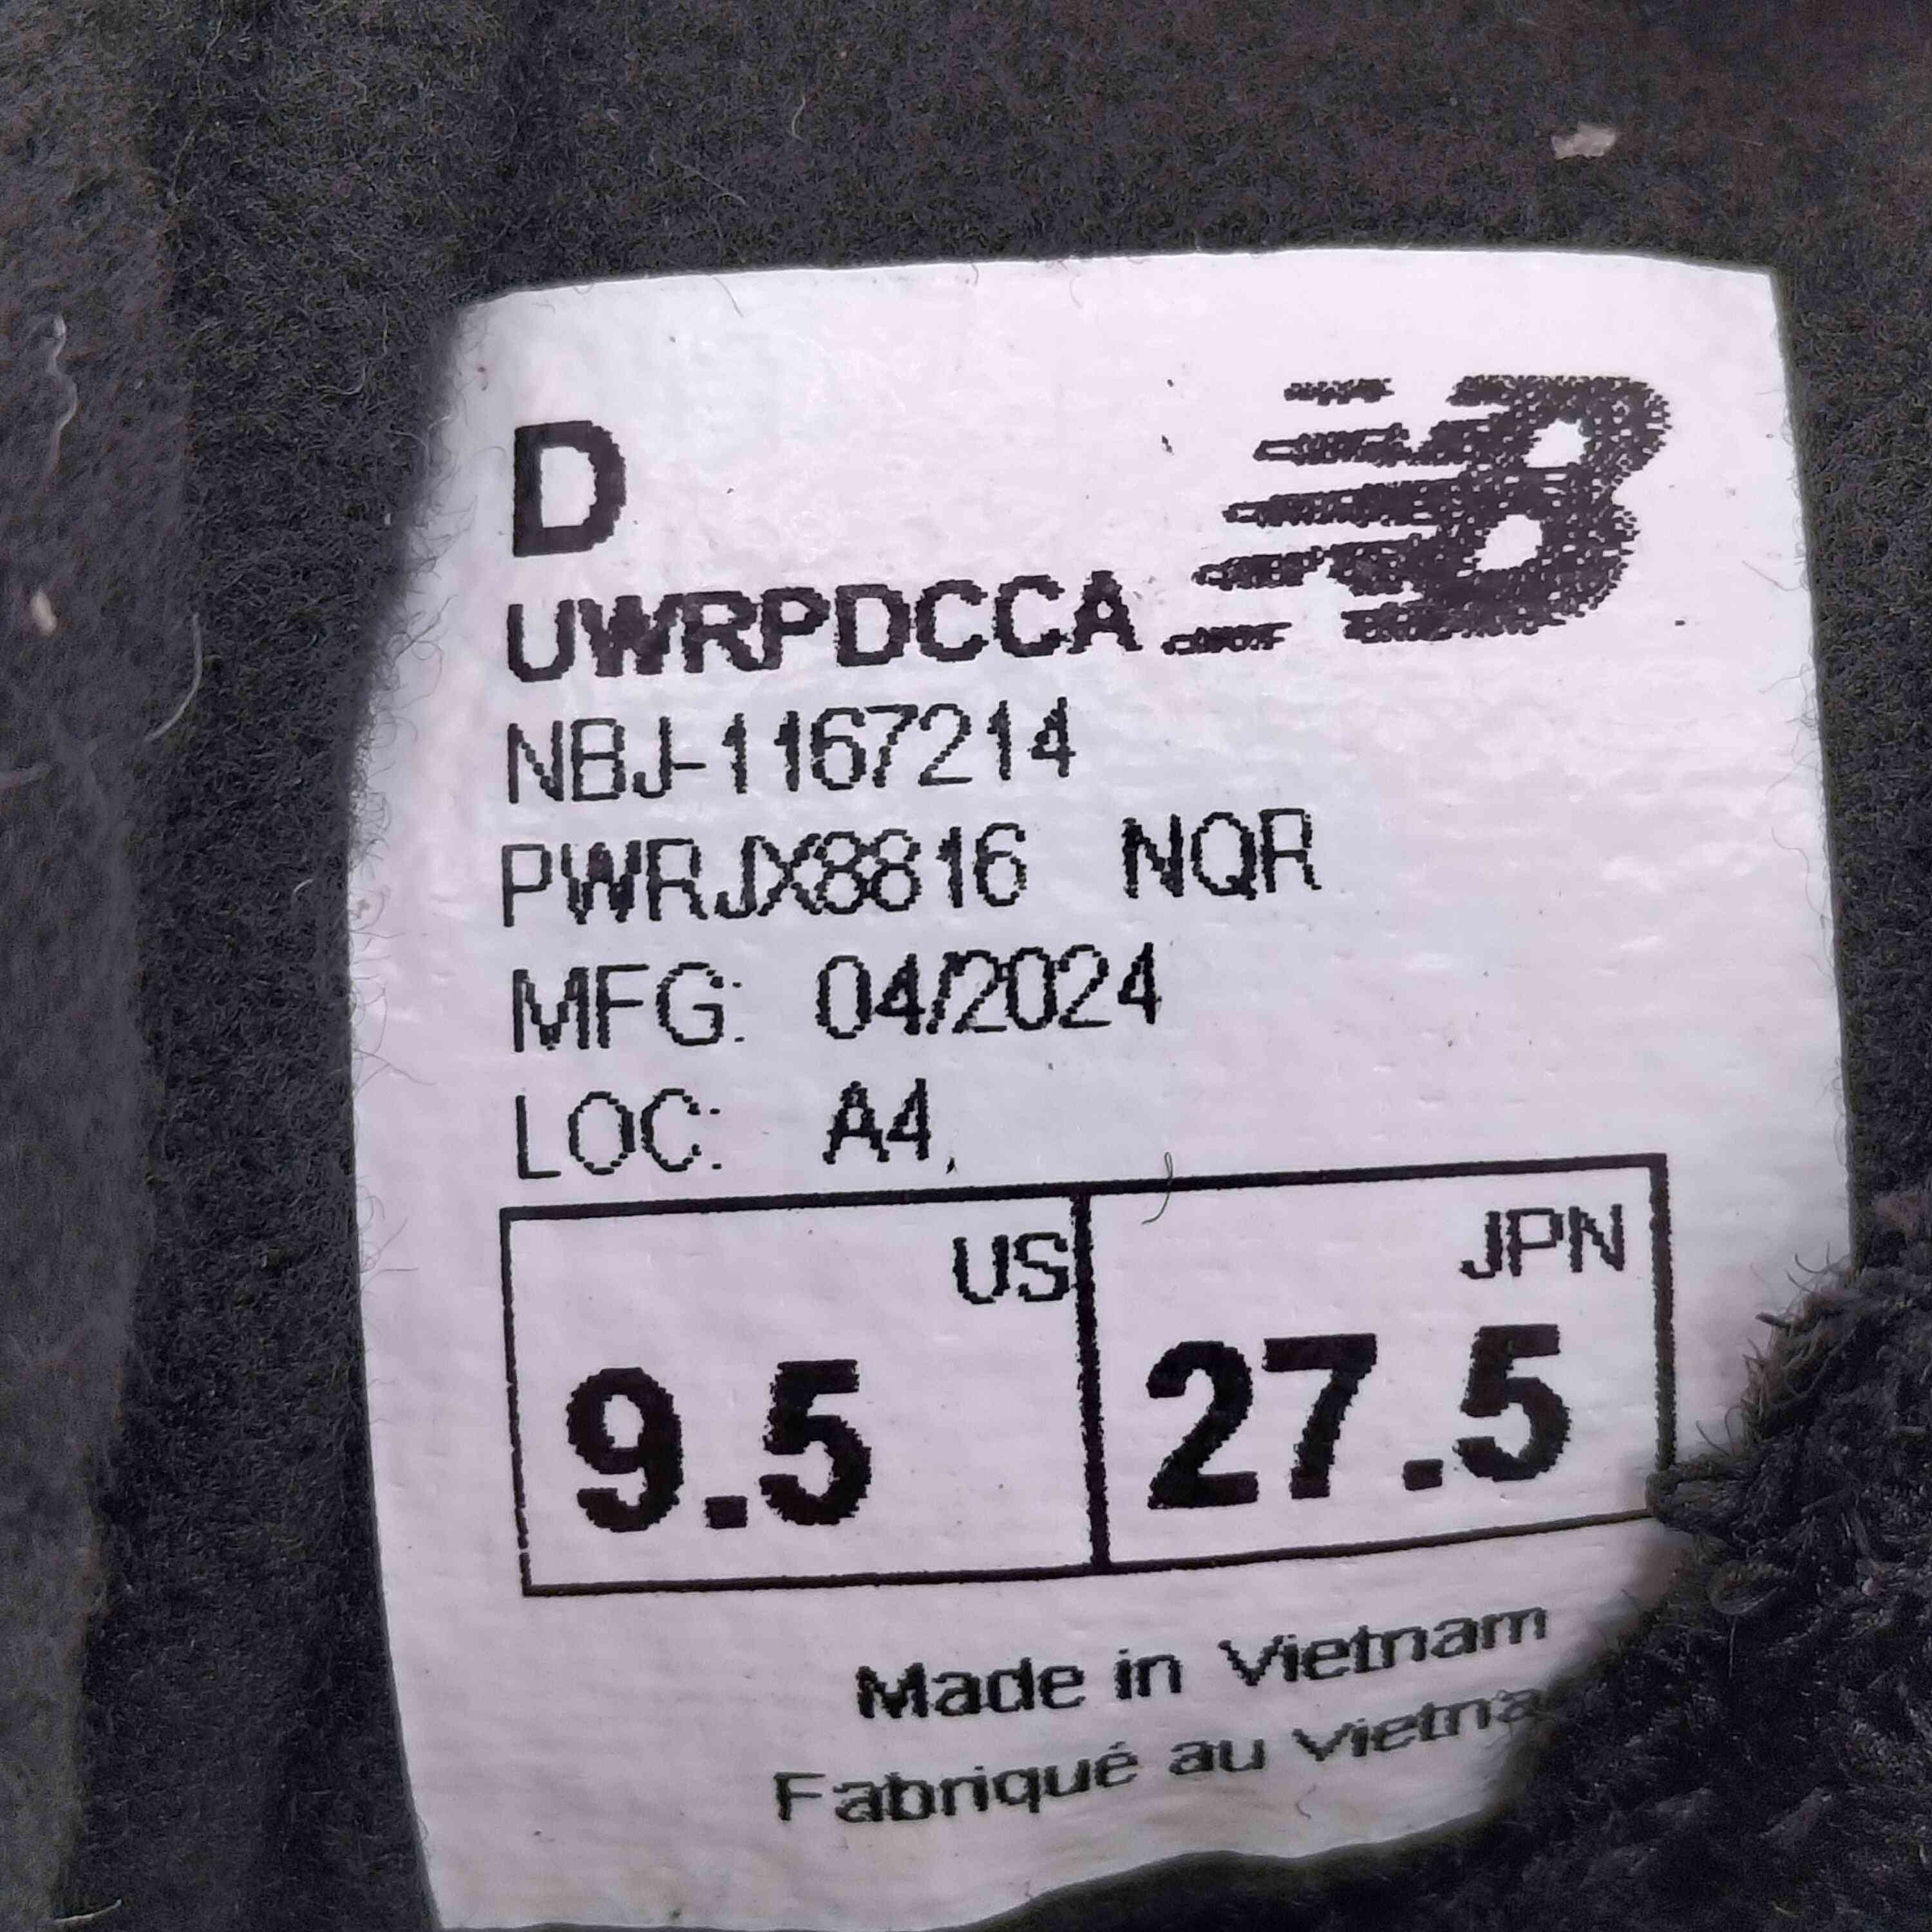 D
UWRPDCCA
NBJ-1167214
PWRJX8816 NQR
MFG: 04/2024
LOC: A4,
US JPN
9.5 27.5
Made in Vietnam
Fabriqué au